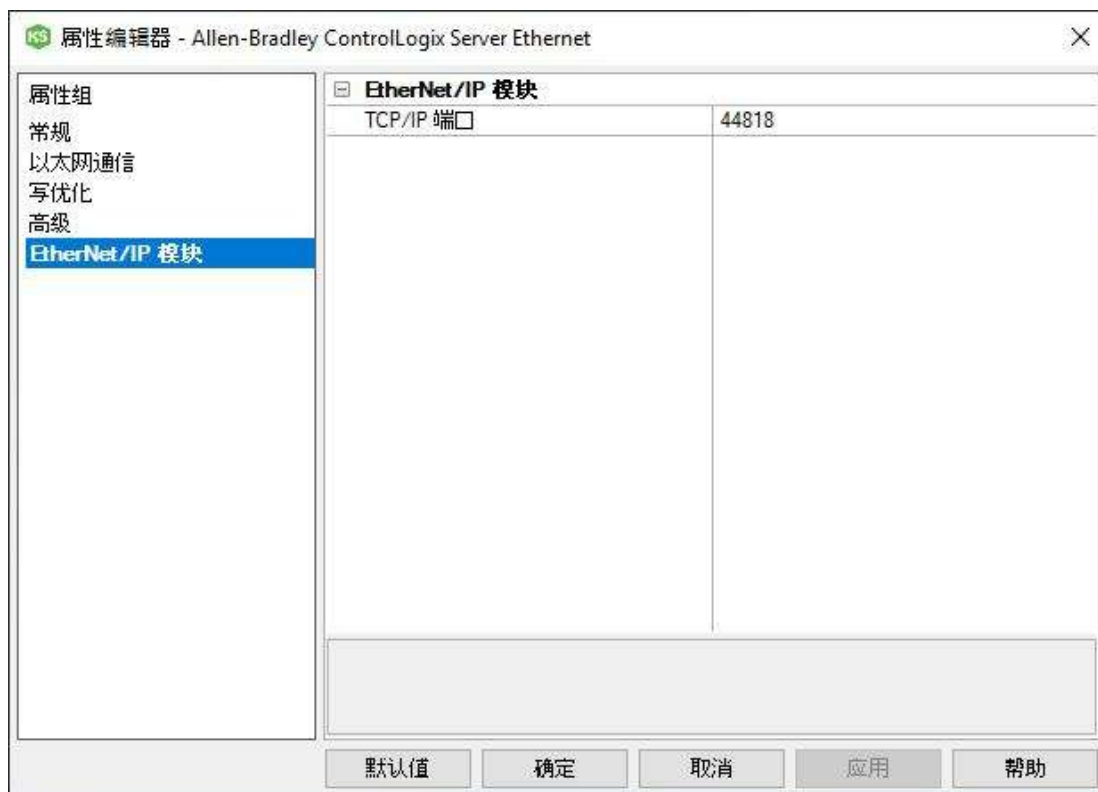 KS 属性编辑器 - Allen-Bradley ControlLogix Server Ethernet
属性组
常规
以太网通信
写优化
高级
EtherNet/IP 模块
EtherNet/IP 模块
TCP/IP 端口 44818
默认值 确定 取消 应用 帮助